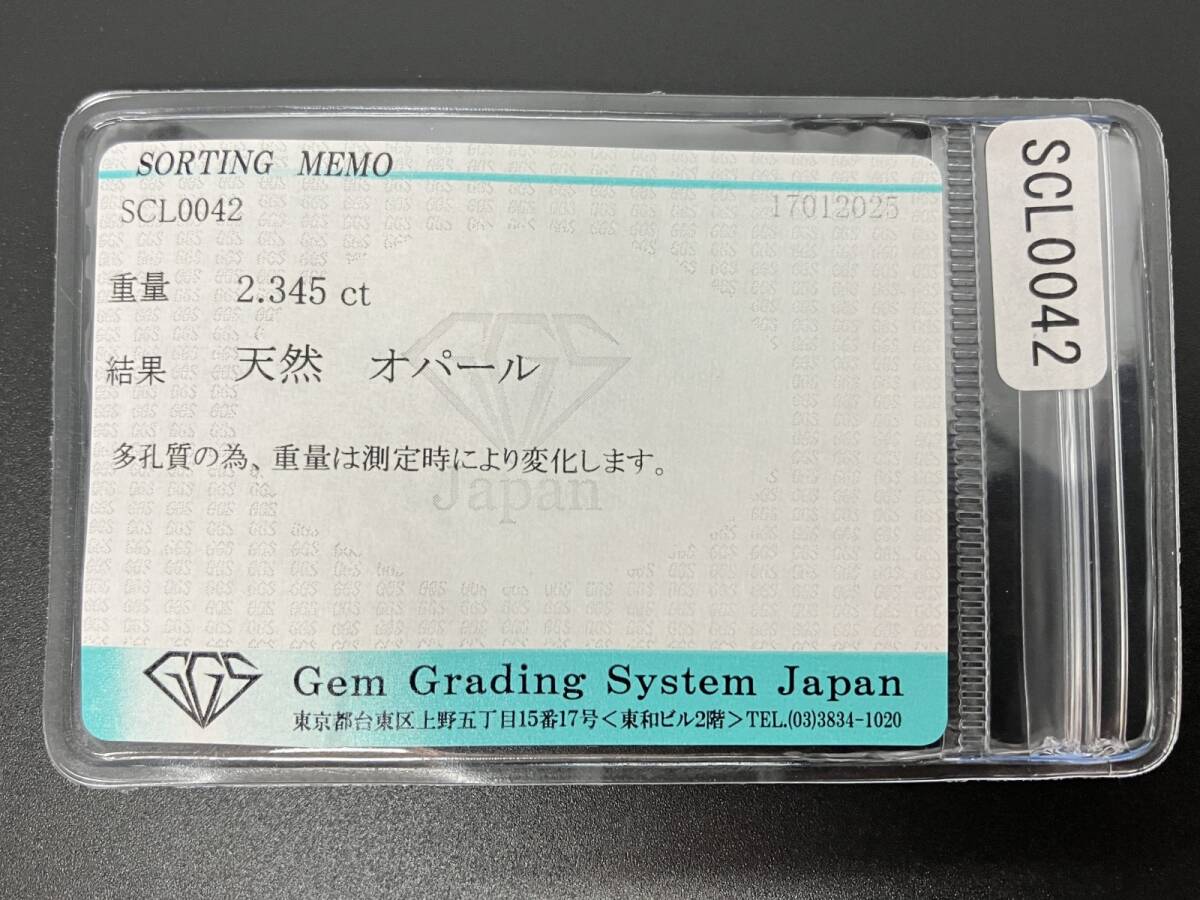 SORTING MEMO
SCL0042 17012025
重量 2.345 ct
結果 天然 オパール
多孔質の為、重量は測定時により変化します。
GGS
Japan
GGS Gem Grading System Japan
東京都台東区上野五丁目15番17号<東和ビル2階>TEL.(03)3834-1020
SCL0042